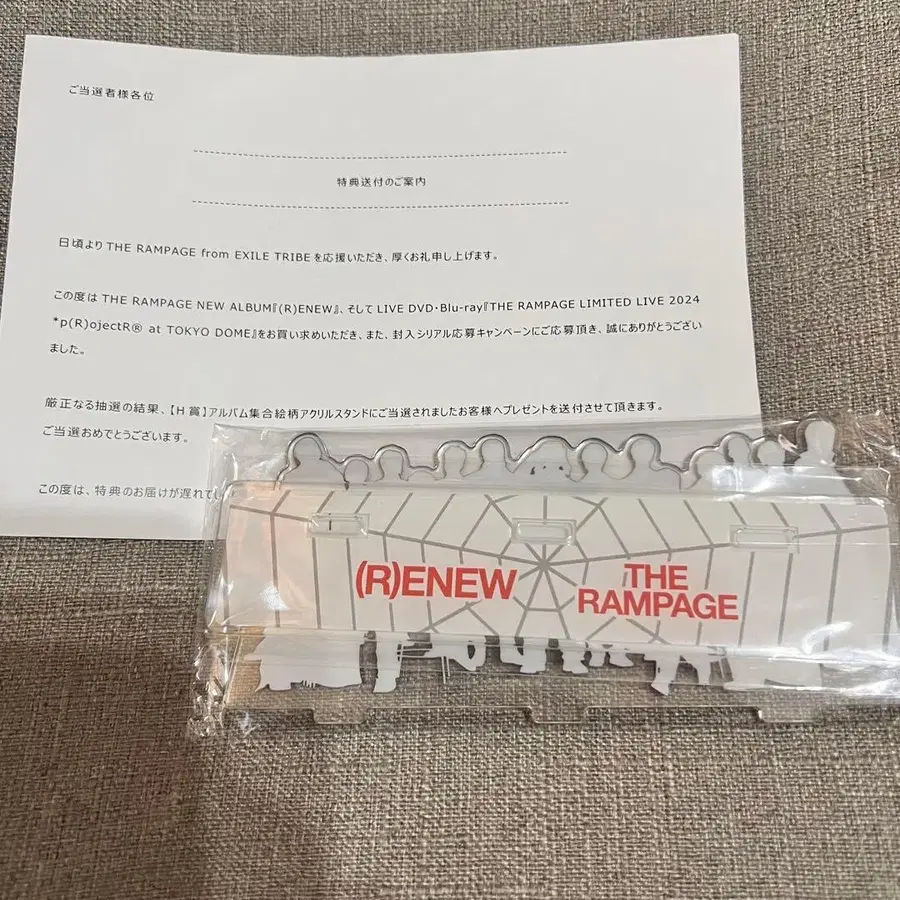 ご当選者様各位
特典送付のご案内
日頃より THE RAMPAGE from EXILE TRIBE を応援いただき、厚くお礼申し上げます。
この度は THE RAMPAGE NEW ALBUM『(R)ENEW』、そして LIVE DVD・Blu-ray『THE RAMPAGE LIMITED LIVE 2024
*p(R)ojectR® at TOKYO DOME』をお買い求めいただき、また、封入シリアル応募キャンペーンにご応募頂き、誠にありがとうござい
ました。
厳正なる抽選の結果、【H 賞】アルバム集合絵柄アクリルスタンドにご当選されましたお客様へプレゼントを送付させて頂きます。
ご当選おめでとうございます。
この度は、特典のお届けが遅れてし
(R)ENEW
THE
RAMPAGE